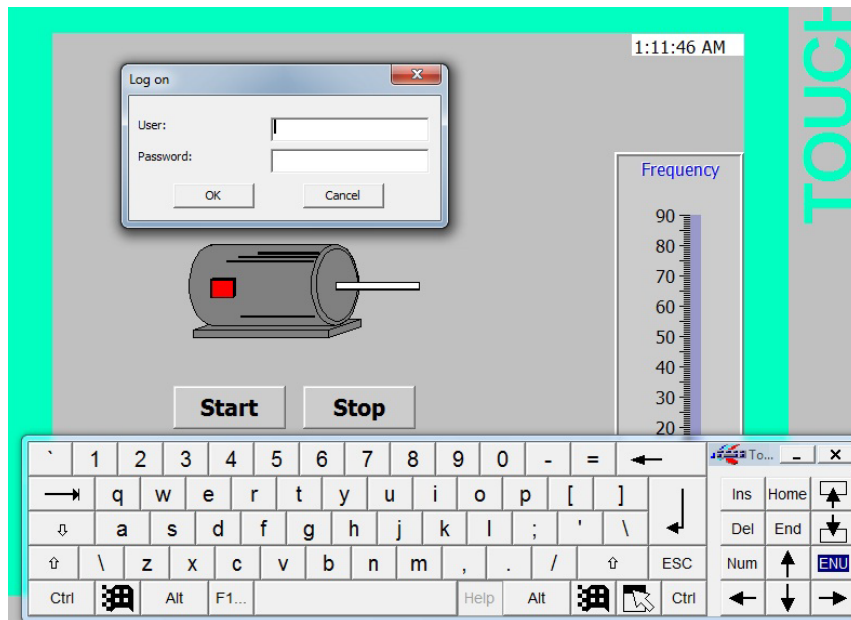 1:11:46 AM
TOUCH
Log on
User:
Password:
OK
Cancel
Frequency
90
80
70
60
50
40
30
20
Start
Stop
To...
` 1 2 3 4 5 6 7 8 9 0 - =
q w e r t y u i o p [ ]
Ins Home
a s d f g h j k l ; ' \
Del End
\ z x c v b n m , . / ESC
Num ENU
Ctrl Alt F1... Help Alt Ctrl